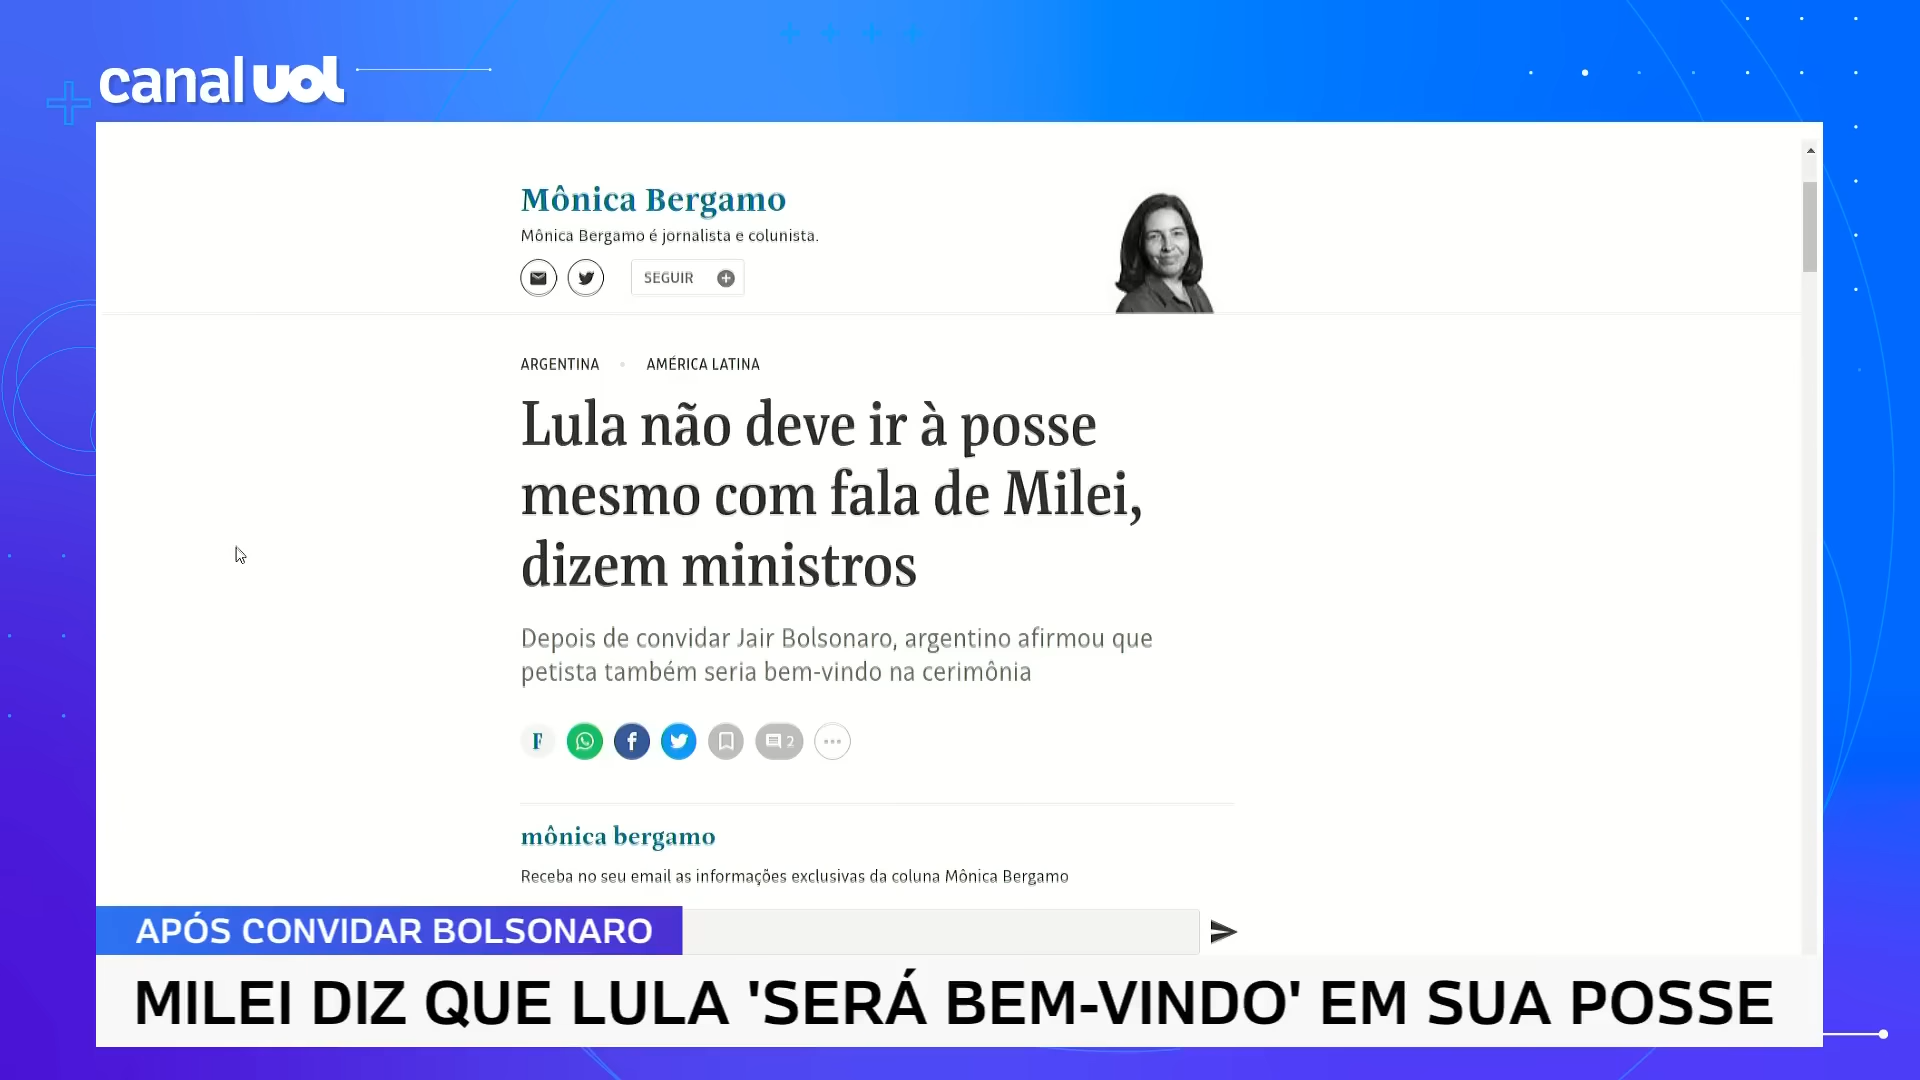 canal uol
Mônica Bergamo
Mônica Bergamo é jornalista e colunista.
SEGUIR
ARGENTINA • AMÉRICA LATINA
Lula não deve ir à posse
mesmo com fala de Milei,
dizem ministros
Depois de convidar Jair Bolsonaro, argentino afirmou que
petista também seria bem-vindo na cerimônia
F
2
mônica bergamo
Receba no seu email as informações exclusivas da coluna Mônica Bergamo
APÓS CONVIDAR BOLSONARO
MILEI DIZ QUE LULA 'SERÁ BEM-VINDO' EM SUA POSSE